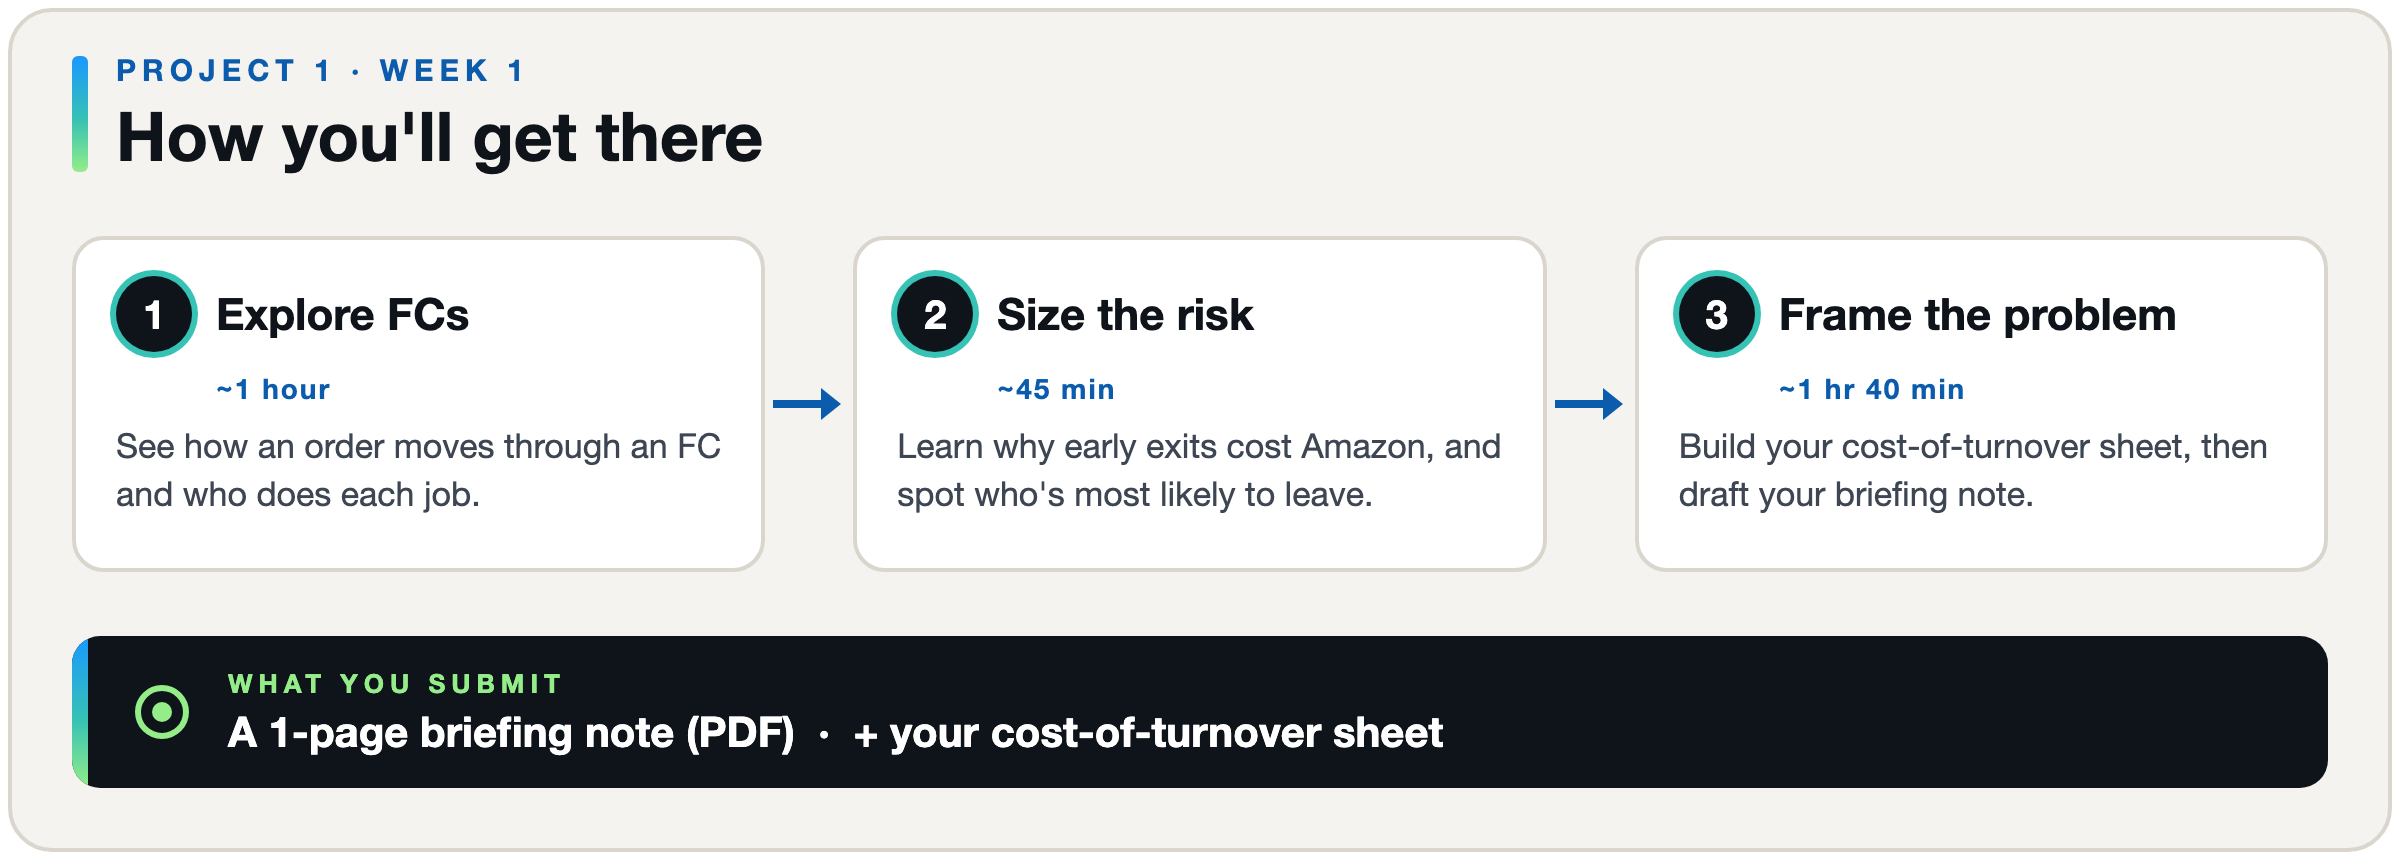 PROJECT 1 · WEEK 1
How you'll get there
1 Explore FCs
~1 hour
See how an order moves through an FC
and who does each job.
2 Size the risk
~45 min
Learn why early exits cost Amazon, and
spot who's most likely to leave.
3 Frame the problem
~1 hr 40 min
Build your cost-of-turnover sheet, then
draft your briefing note.
WHAT YOU SUBMIT
A 1-page briefing note (PDF) · + your cost-of-turnover sheet